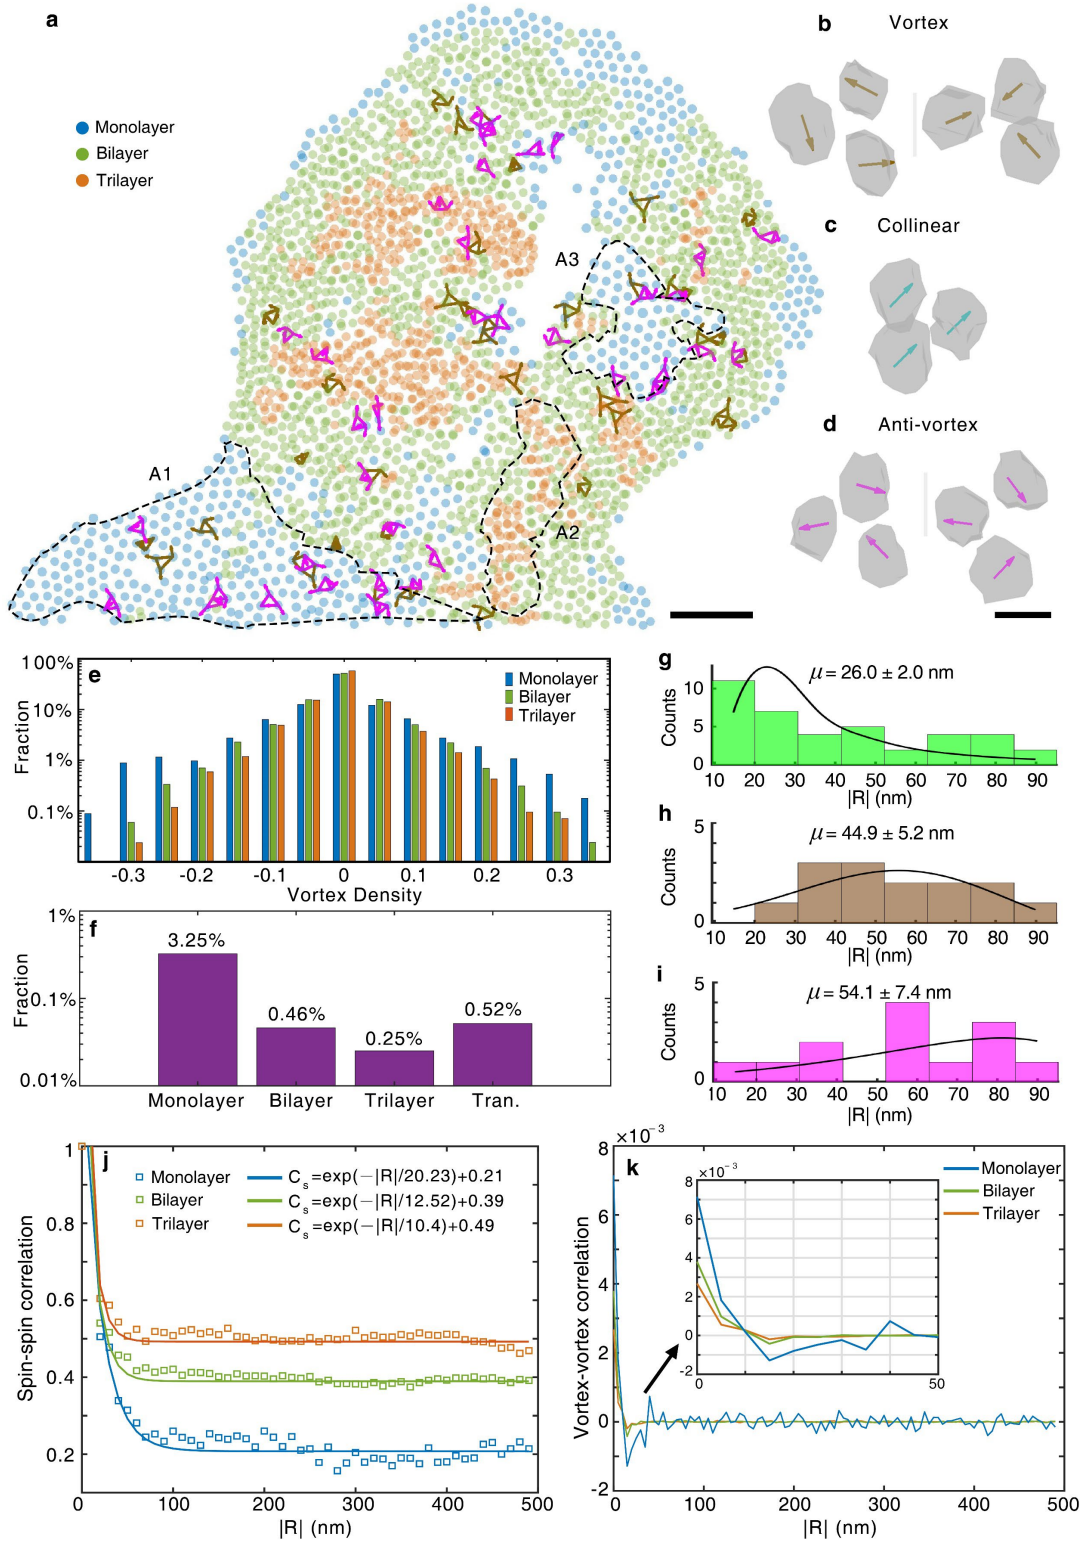 a
Monolayer
Bilayer
Trilayer
A1
A2
A3
b Vortex
c Collinear
d Anti-vortex
e
Monolayer
Bilayer
Trilayer
Fraction
100%
10%
1%
0.1%
-0.3 -0.2 -0.1 0 0.1 0.2 0.3
Vortex Density
f
Fraction
1%
0.1%
0.01%
3.25%
0.46%
0.25%
0.52%
Monolayer Bilayer Trilayer Tran.
g
μ = 26.0 ± 2.0 nm
Counts
10
5
0
10 20 30 40 50 60 70 80 90
|R| (nm)
h
μ = 44.9 ± 5.2 nm
Counts
5
0
10 20 30 40 50 60 70 80 90
|R| (nm)
i
μ = 54.1 ± 7.4 nm
Counts
5
0
10 20 30 40 50 60 70 80 90
|R| (nm)
j
Monolayer Cs=exp(−|R|/20.23)+0.21
Bilayer Cs=exp(−|R|/12.52)+0.39
Trilayer Cs=exp(−|R|/10.4)+0.49
Spin-spin correlation
1
0.8
0.6
0.4
0.2
0 100 200 300 400 500
|R| (nm)
k
×10⁻³
Monolayer
Bilayer
Trilayer
Vortex-vortex correlation
8
6
4
2
0
-2
0 100 200 300 400 500
|R| (nm)
×10⁻³
8
6
4
2
0
-2
0 50